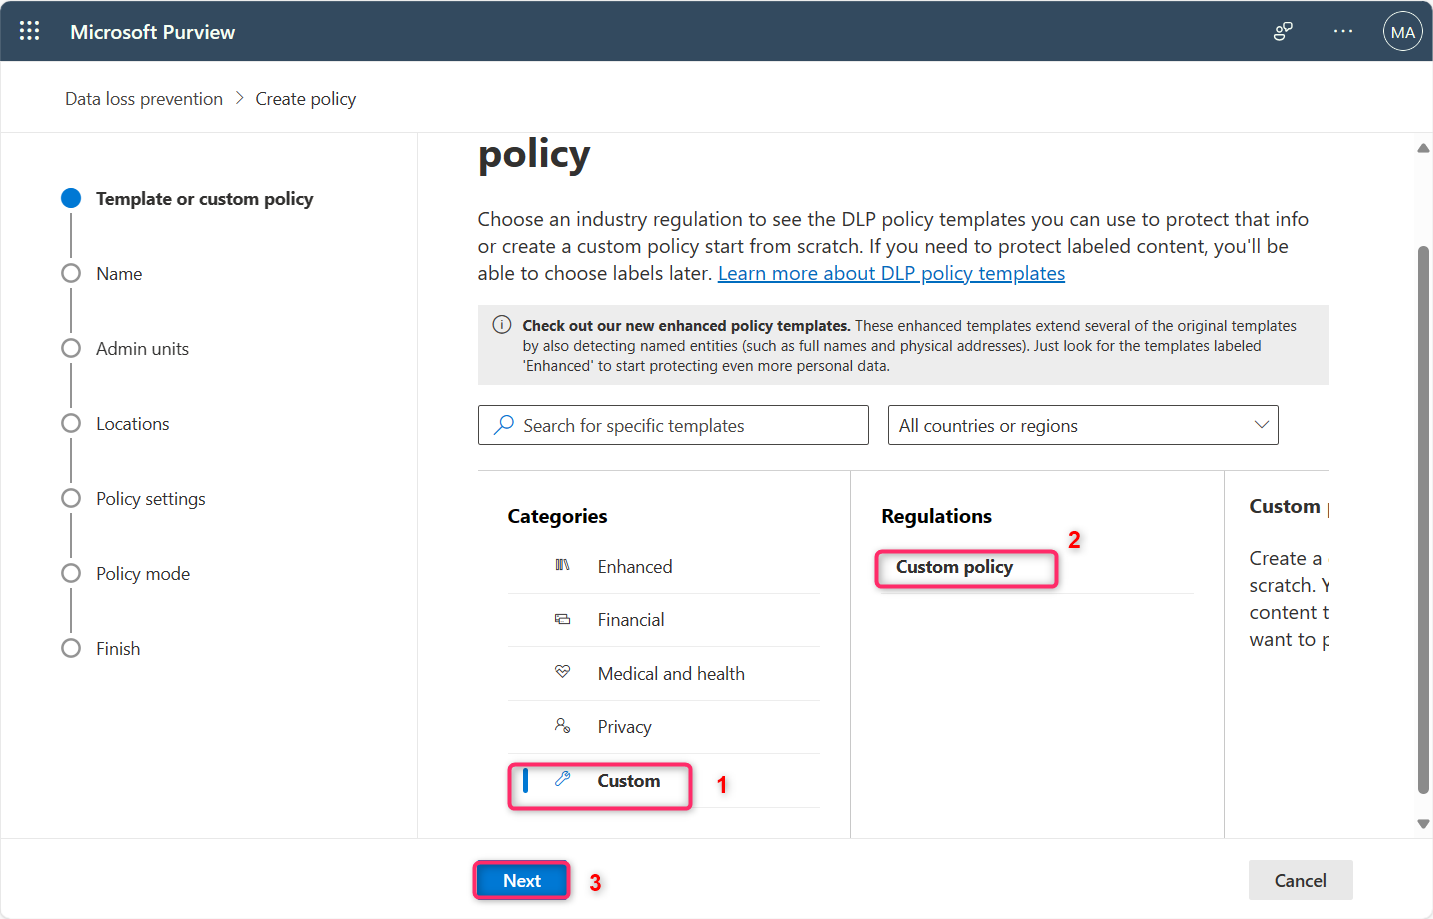 Microsoft Purview
MA
Data loss prevention > Create policy
Template or custom policy
Name
Admin units
Locations
Policy settings
Policy mode
Finish
policy
Choose an industry regulation to see the DLP policy templates you can use to protect that info
or create a custom policy start from scratch. If you need to protect labeled content, you'll be
able to choose labels later. Learn more about DLP policy templates
Check out our new enhanced policy templates. These enhanced templates extend several of the original templates
by also detecting named entities (such as full names and physical addresses). Just look for the templates labeled
'Enhanced' to start protecting even more personal data.
Search for specific templates
All countries or regions
Categories
Enhanced
Financial
Medical and health
Privacy
Custom
1
Regulations
2
Custom policy
Custom
Create a
scratch.
content
want to
Next
3
Cancel